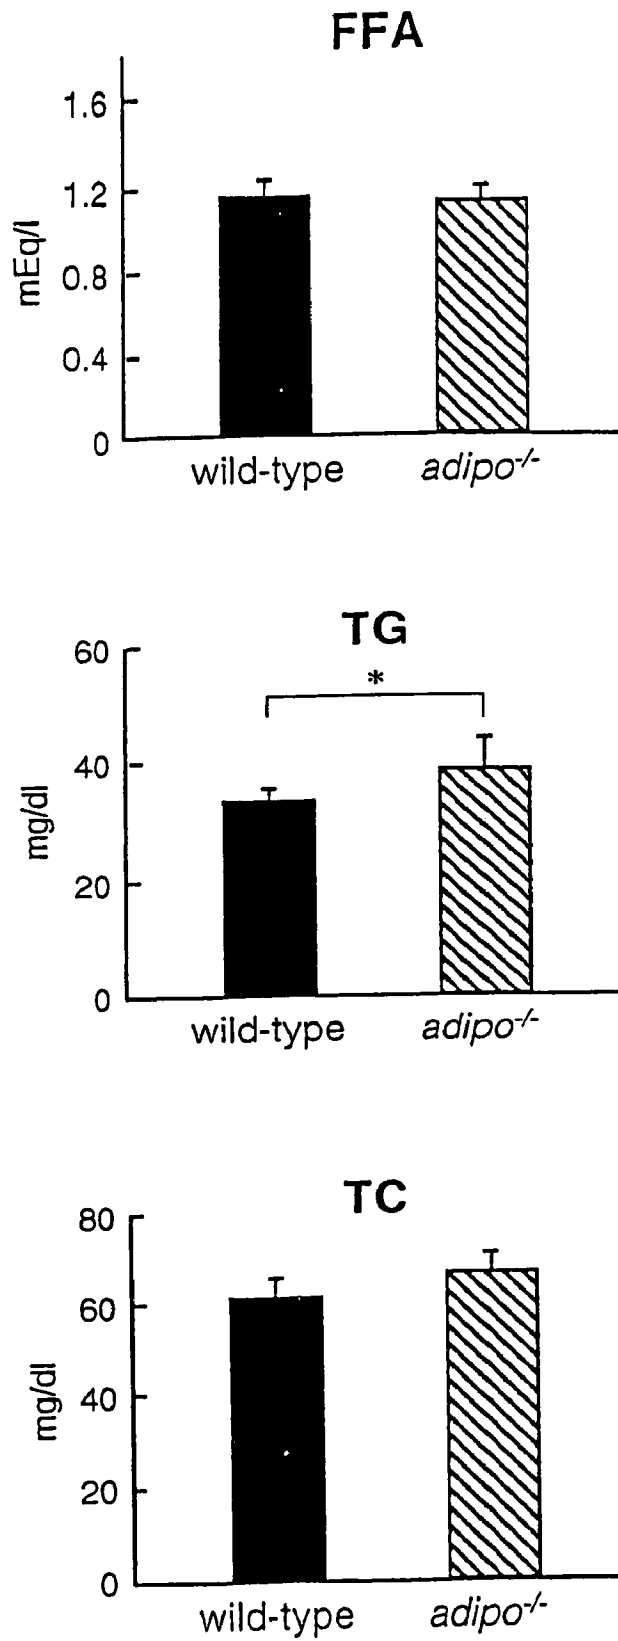 FFA
1.6
1.2
0.8
0.4
0
mEq/l
wild-type adipo-/-
TG
60
40
20
0
mg/dl
*
wild-type adipo-/-
TC
80
60
40
20
0
mg/dl
wild-type adipo-/-